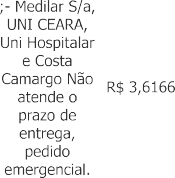 ;- Medilar S/a,
UNI CEARA,
Uni Hospitalar
e Costa
Camargo Não
atende o
prazo de
entrega,
pedido
emergencial.
R$ 3,6166